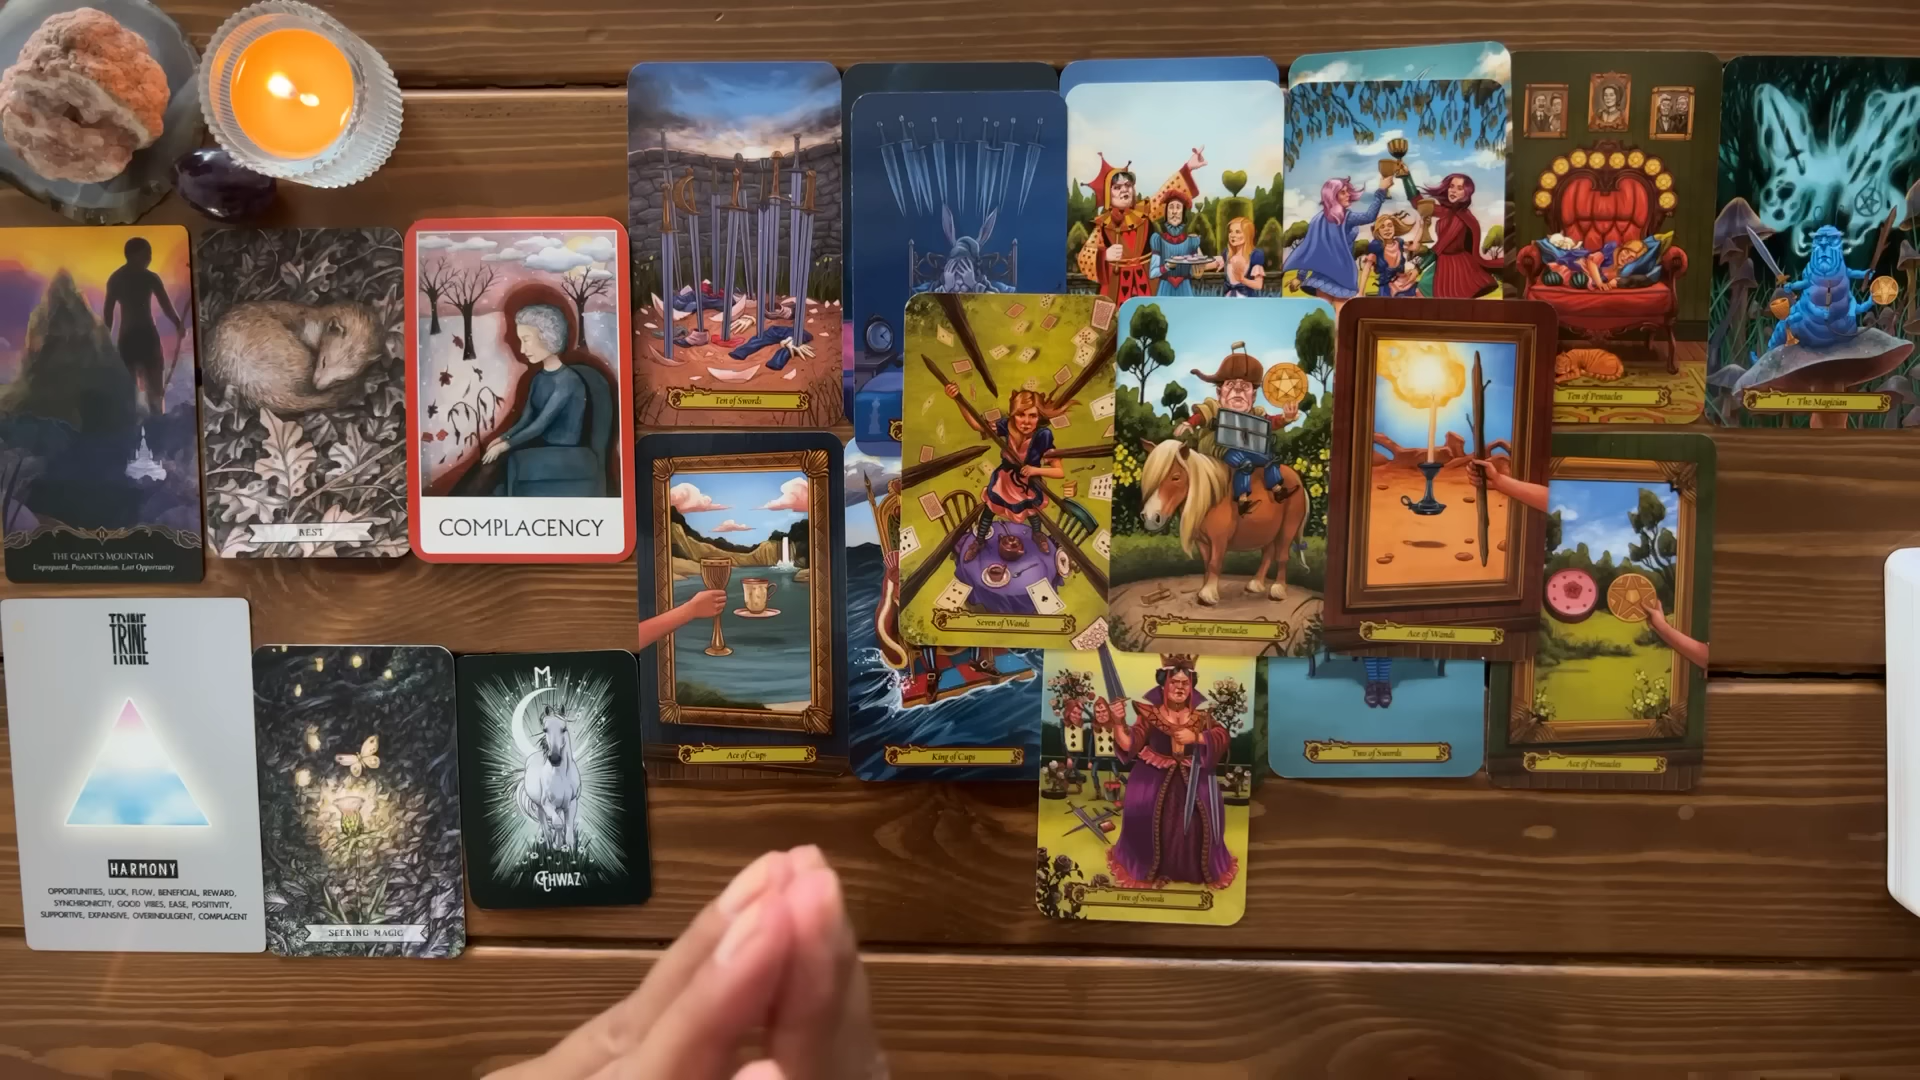 Ten of Swords
Ten of Pentacles
I - The Magician
THE GIANT'S MOUNTAIN
Unprepared. Procrastination. Lost Opportunity
REST
COMPLACENCY
Seven of Wands
Knight of Pentacles
Ace of Wands
Ace of Cups
King of Cups
Two of Swords
Ace of Pentacles
Five of Swords
TRINE
TRINE
TRINE
HARMONY
OPPORTUNITIES, LUCK, FLOW, BENEFICIAL, REWARD,
SYNCHRONICITY, GOOD VIBES, EASE, POSITIVITY,
SUPPORTIVE, EXPANSIVE, OVERINDULGENT, COMPLACENT
SEEKING MAGIC
EHWAZ